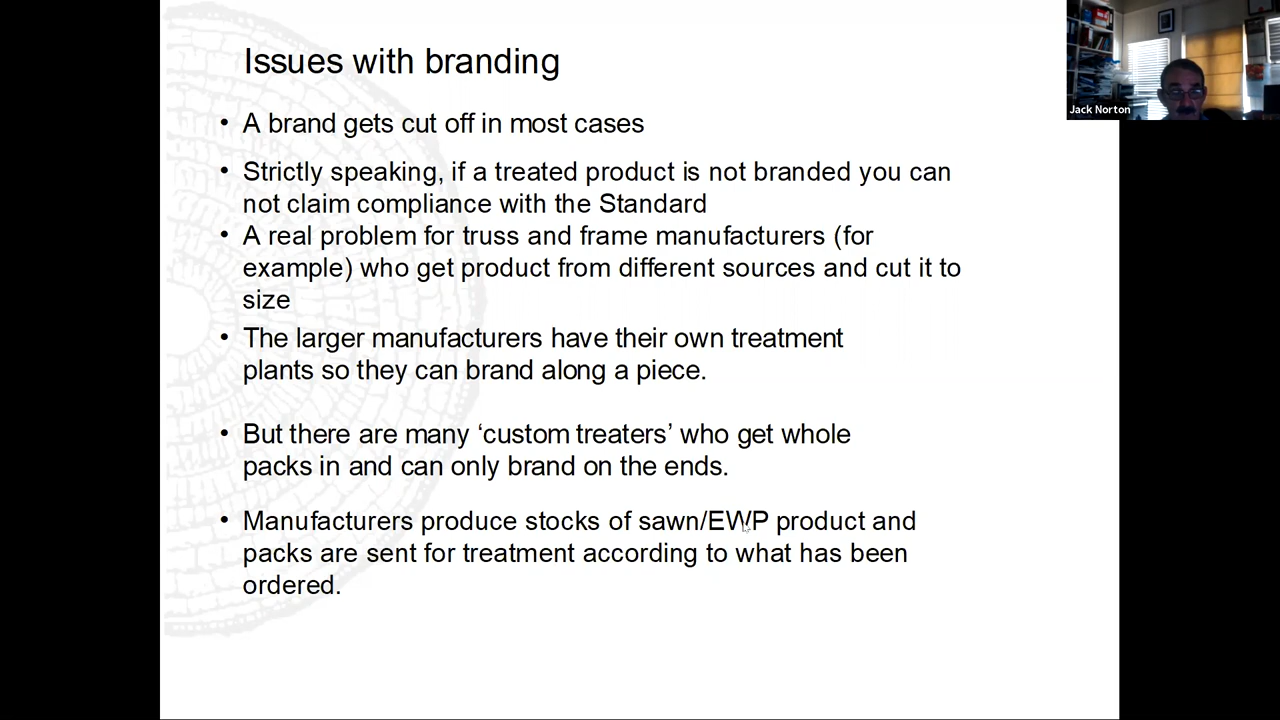 Issues with branding
Jack Norton
• A brand gets cut off in most cases
• Strictly speaking, if a treated product is not branded you can
not claim compliance with the Standard
• A real problem for truss and frame manufacturers (for
example) who get product from different sources and cut it to
size
• The larger manufacturers have their own treatment
plants so they can brand along a piece.
• But there are many ‘custom treaters’ who get whole
packs in and can only brand on the ends.
• Manufacturers produce stocks of sawn/EWP product and
packs are sent for treatment according to what has been
ordered.